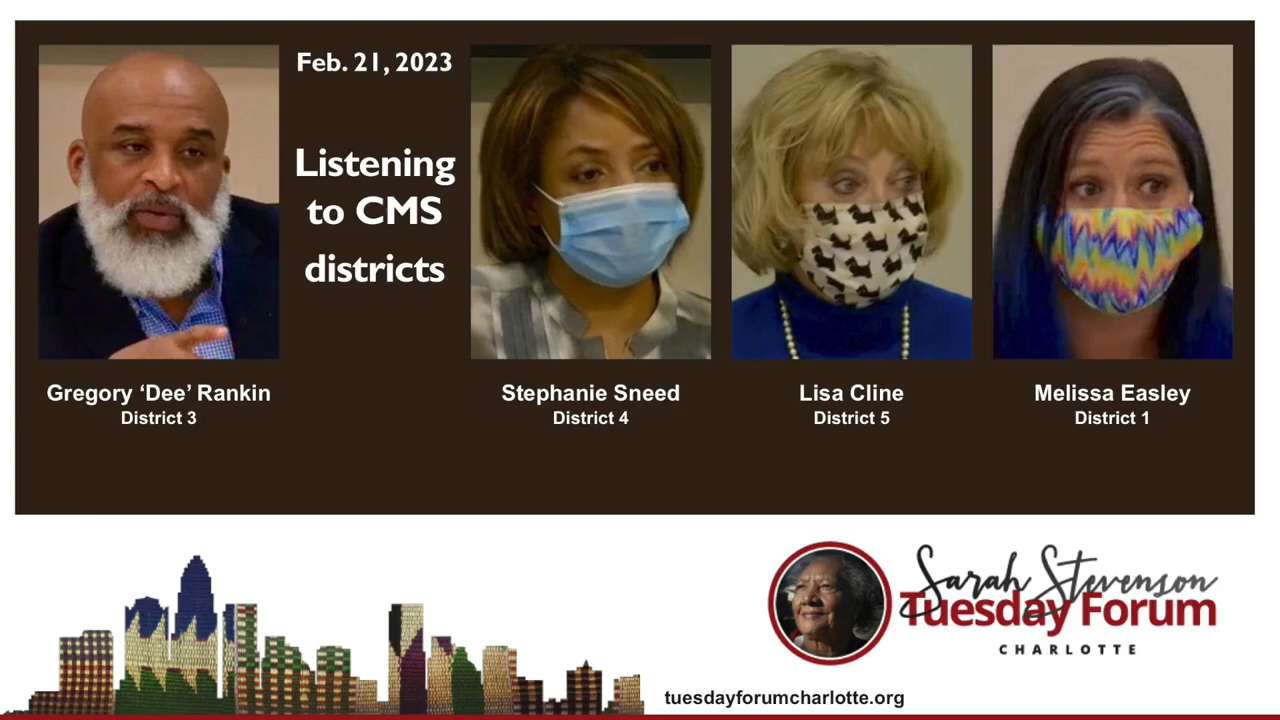 Feb. 21, 2023
Listening
to CMS
districts
Gregory ‘Dee’ Rankin
District 3
Stephanie Sneed
District 4
Lisa Cline
District 5
Melissa Easley
District 1
Sarah Stevenson
Tuesday Forum
CHARLOTTE
tuesdayforumcharlotte.org